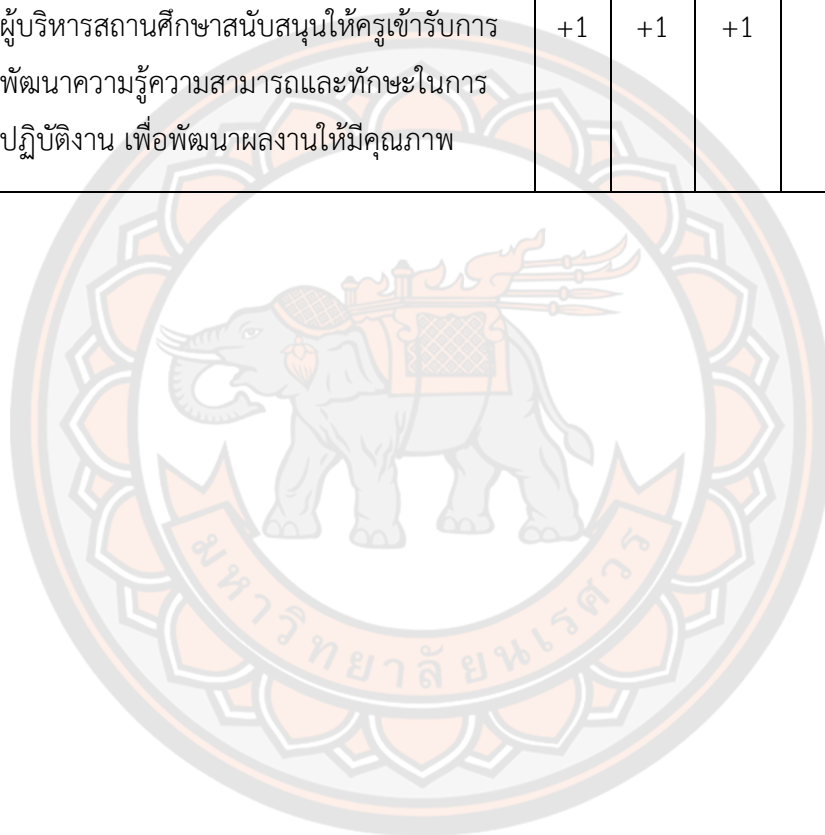 ผู้บริหารสถานศึกษาสนับสนุนให้ครูเข้ารับการ +1 +1 +1
พัฒนาความรู้ความสามารถและทักษะในการ
ปฏิบัติงาน เพื่อพัฒนาผลงานให้มีคุณภาพ
มหาวิทยาลัยนเรศวร